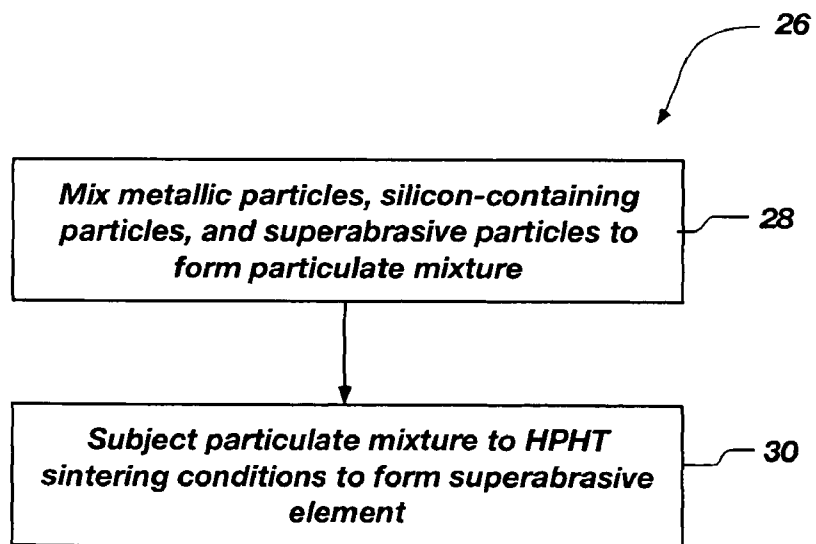 26
Mix metallic particles, silicon-containing
particles, and superabrasive particles to
form particulate mixture
28
Subject particulate mixture to HPHT
sintering conditions to form superabrasive
element
30